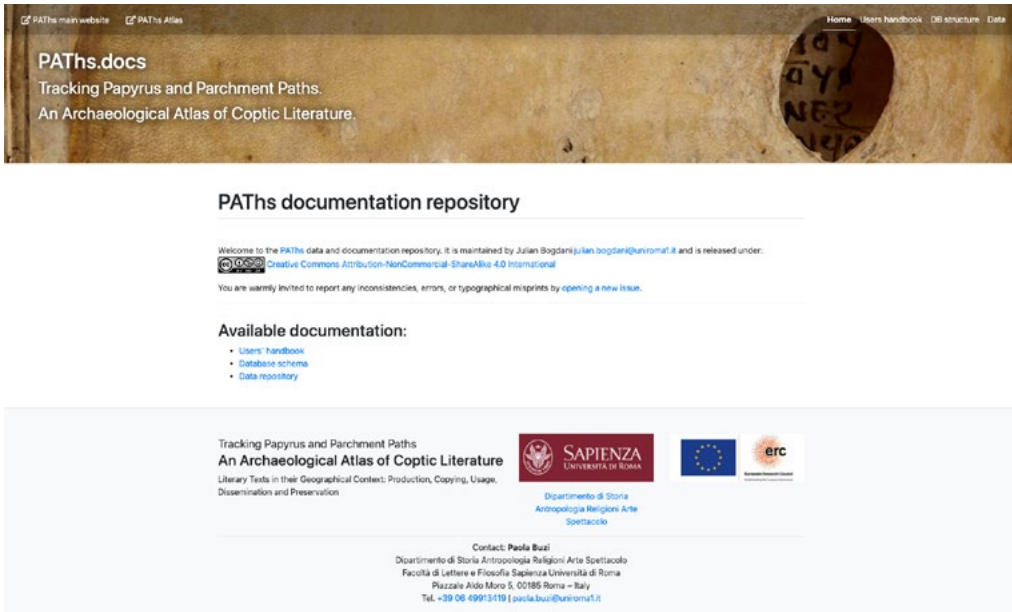 PAThs main website PAThs Atlas Home Users handbook DB structure Data
PAThs.docs
Tracking Papyrus and Parchment Paths.
An Archaeological Atlas of Coptic Literature.
PAThs documentation repository
Welcome to the PAThs data and documentation repository. It is maintained by Julian Bogdani julian.bogdani@uniroma1.it and is released under:
Creative Commons Attribution-NonCommercial-ShareAlike 4.0 International
You are warmly invited to report any inconsistencies, errors, or typographical misprints by opening a new issue.
Available documentation:
Users' handbook
Database schema
Data repository
Tracking Papyrus and Parchment Paths
An Archaeological Atlas of Coptic Literature
Literary Texts in their Geographical Context: Production, Copying, Usage,
Dissemination and Preservation
SAPIENZA
UNIVERSITÀ DI ROMA
Dipartimento di Storia
Antropologia Religioni Arte
Spettacolo
erc
European Research Council
Contact: Paola Buzi
Dipartimento di Storia Antropologia Religioni Arte Spettacolo
Facoltà di Lettere e Filosofia Sapienza Università di Roma
Piazzale Aldo Moro 5, 00185 Roma – Italy
Tel. +39 06 49913419 | paola.buzi@uniroma1.it